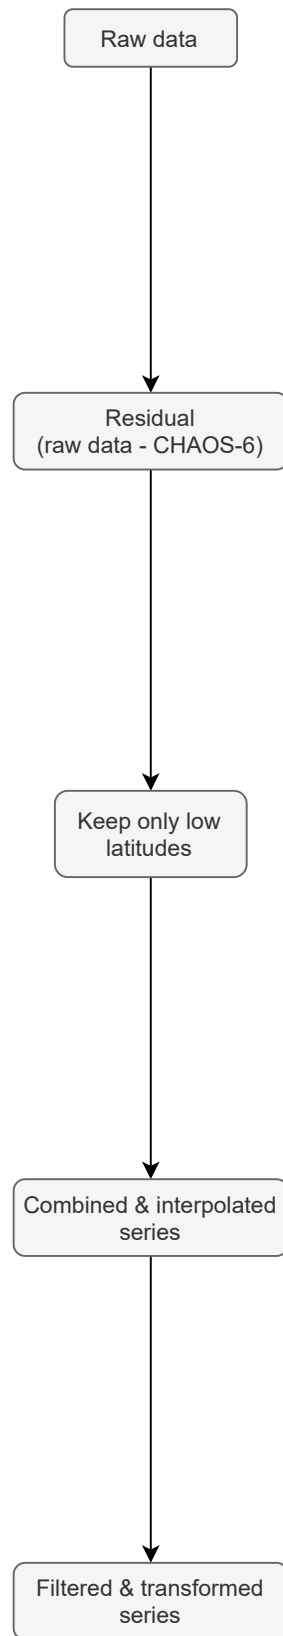 Raw data
Residual
(raw data - CHAOS-6)
Keep only low
latitudes
Combined & interpolated
series
Filtered & transformed
series